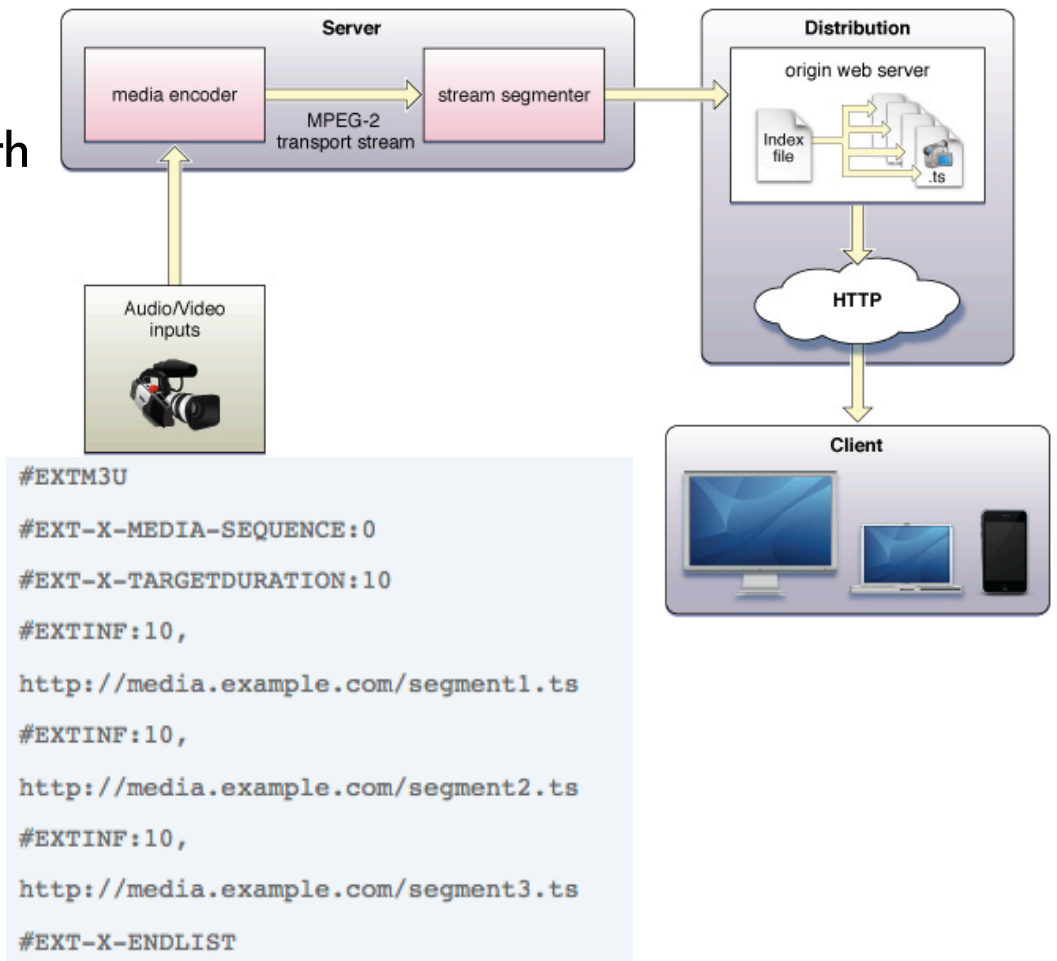 Server
media encoder
MPEG-2
transport stream
stream segmenter
Distribution
origin web server
Index
file
.ts
HTTP
Audio/Video
inputs
Client
#EXTM3U
#EXT-X-MEDIA-SEQUENCE:0
#EXT-X-TARGETDURATION:10
#EXTINF:10,
http://media.example.com/segment1.ts
#EXTINF:10,
http://media.example.com/segment2.ts
#EXTINF:10,
http://media.example.com/segment3.ts
#EXT-X-ENDLIST